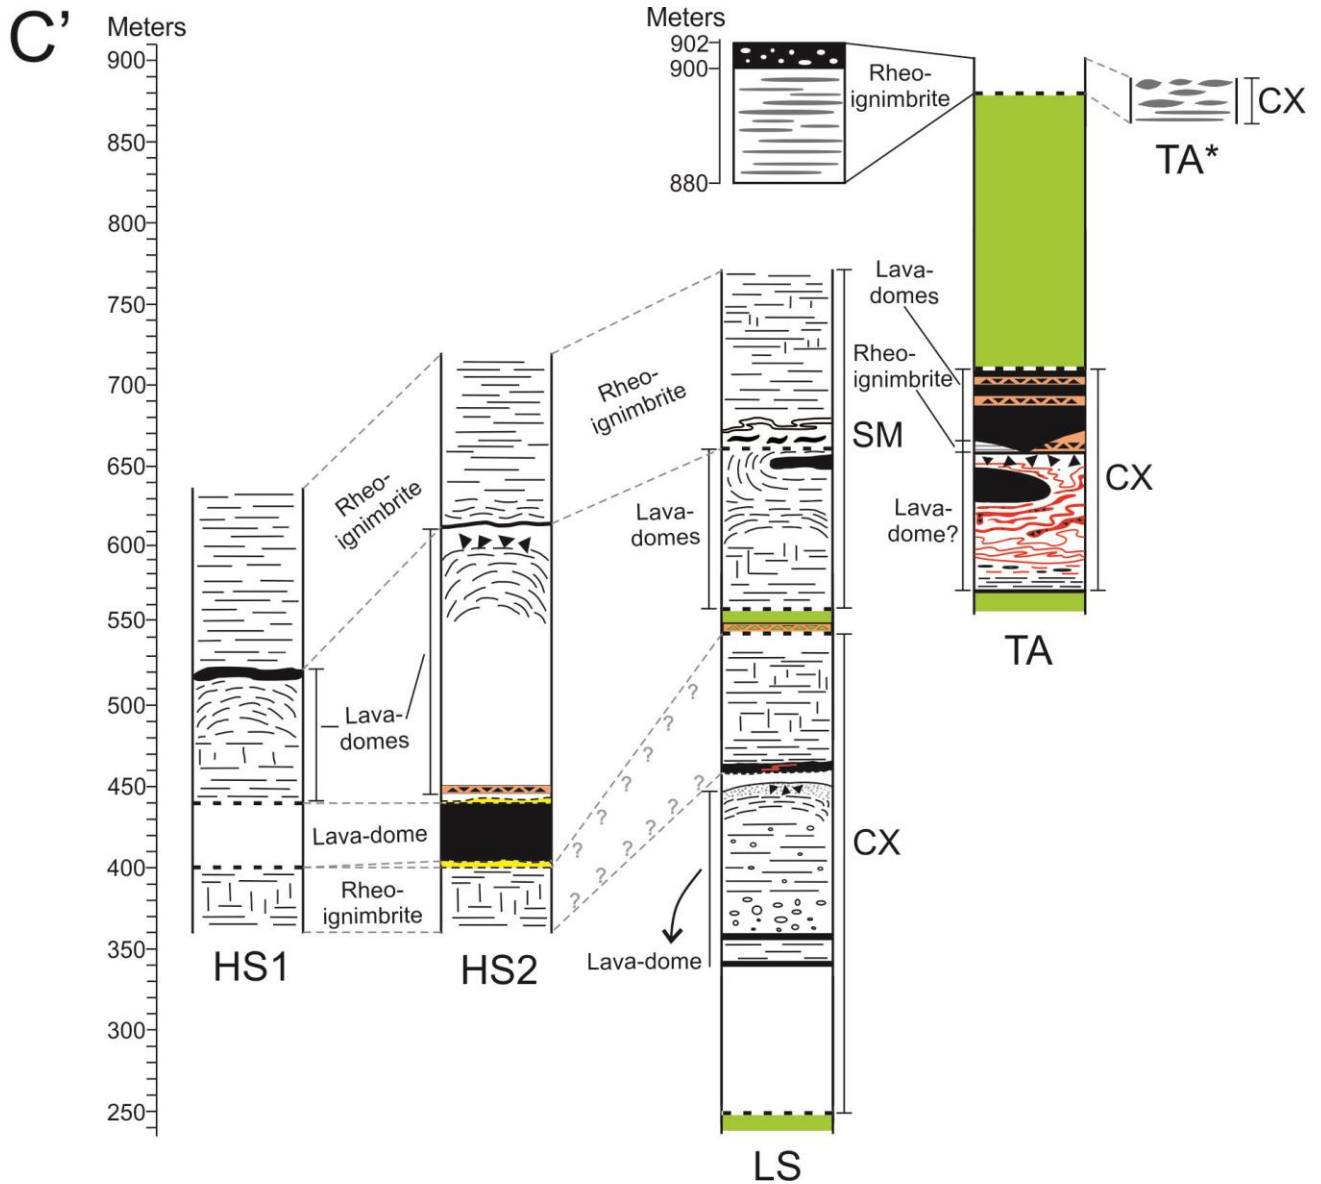 C’
Meters
900
850
800
750
700
650
600
550
500
450
400
350
300
250
Meters
902
900
880
Rheo-
ignimbrite
CX
TA*
Lava-
domes
Rheo-
ignimbrite
SM
CX
Lava-
dome?
TA
Rheo-
ignimbrite
Rheo-
ignimbrite
Lava-
domes
Lava-
domes
Lava-dome
Rheo-
ignimbrite
HS1
HS2
? ? ? ? ?
? ? ? ? ?
CX
Lava-dome
LS